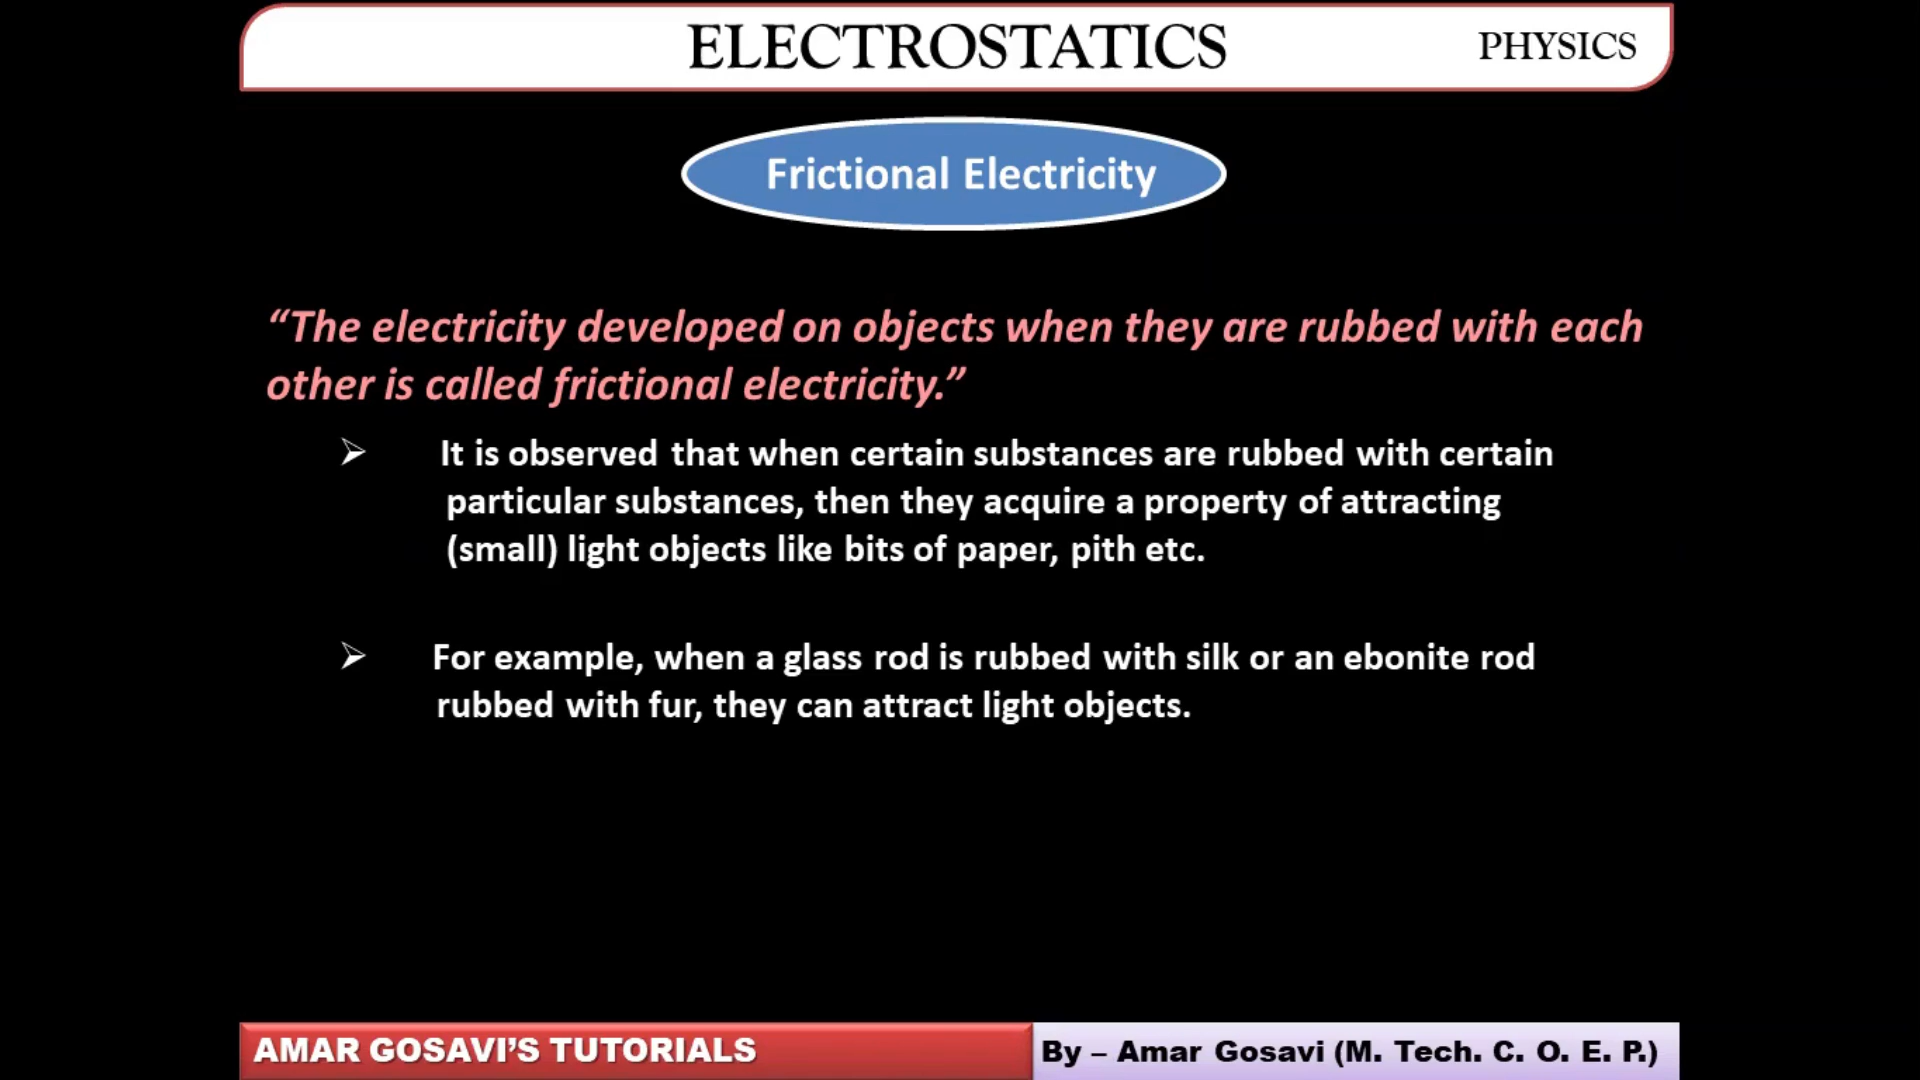 ELECTROSTATICS
PHYSICS
Frictional Electricity
“The electricity developed on objects when they are rubbed with each
other is called frictional electricity.”
➢ It is observed that when certain substances are rubbed with certain
particular substances, then they acquire a property of attracting
(small) light objects like bits of paper, pith etc.
➢ For example, when a glass rod is rubbed with silk or an ebonite rod
rubbed with fur, they can attract light objects.
AMAR GOSAVI’S TUTORIALS
By – Amar Gosavi (M. Tech. C. O. E. P.)